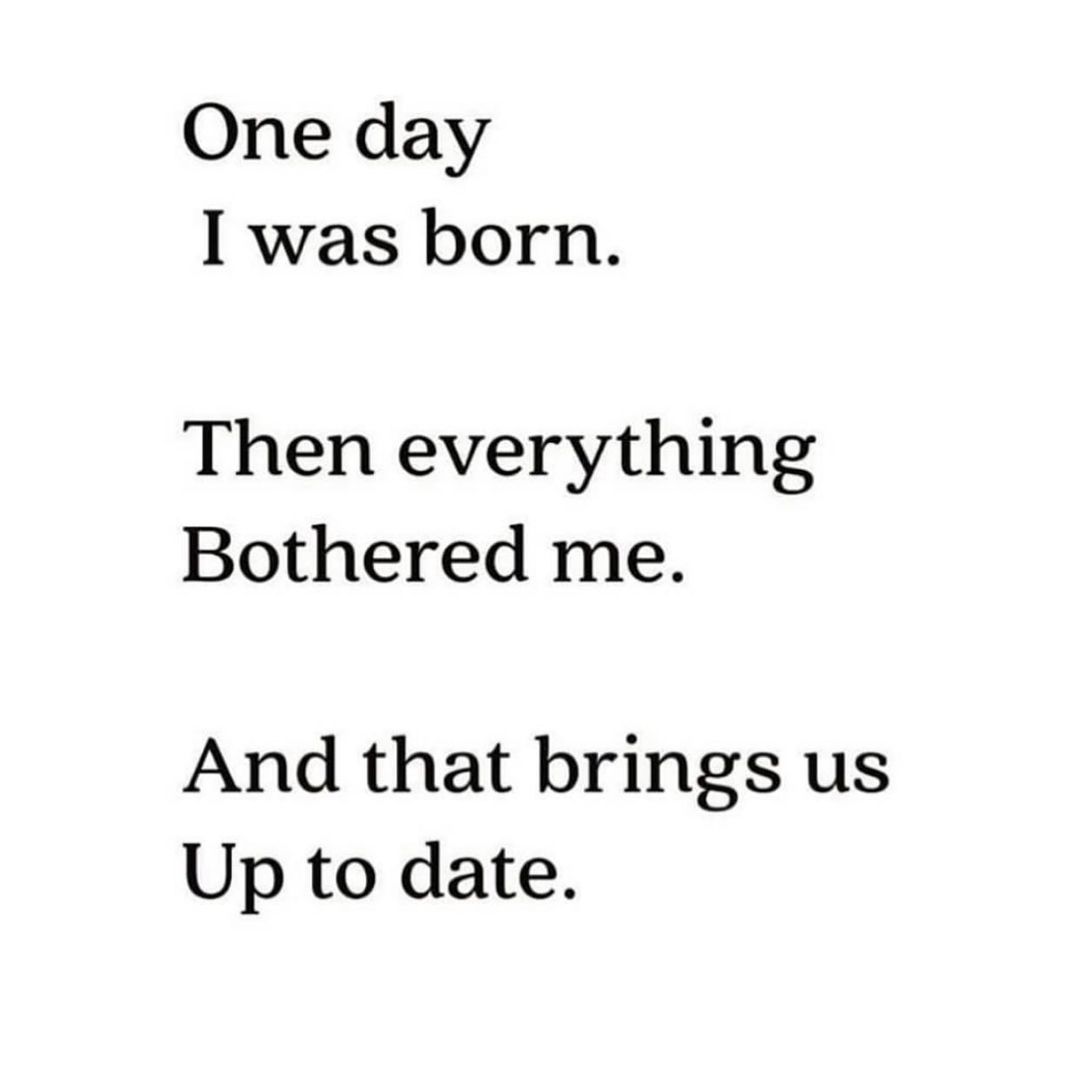 One day
I was born.
Then everything
Bothered me.
And that brings us
Up to date.